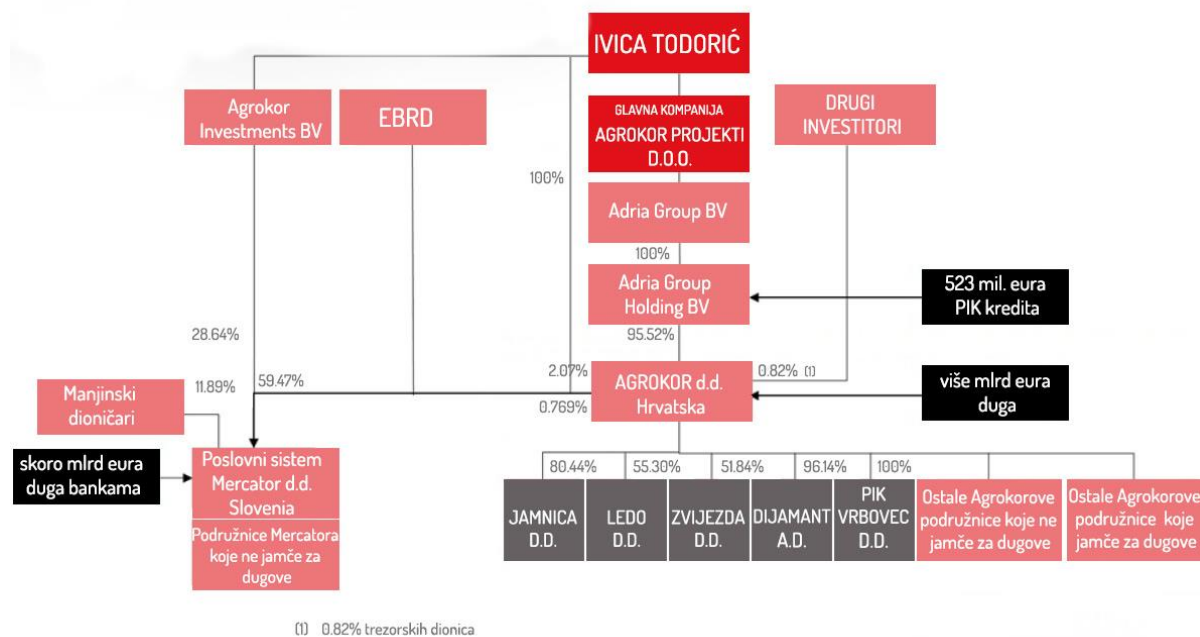 IVICA TODORIĆ
Agrokor
Investments BV
EBRD
GLAVNA KOMPANIJA
AGROKOR PROJEKTI
D.O.O.
DRUGI
INVESTITORI
100%
Adria Group BV
100%
Adria Group
Holding BV
523 mil. eura
PIK kredita
28.64%
95.52%
11.89%
59.47%
2.07%
0.769%
AGROKOR d.d.
Hrvatska
0.82% (1)
više mlrd eura
duga
Manjinski
dioničari
skoro mlrd eura
duga bankama
Poslovni sistem
Mercator d.d.
Slovenia
Podružnice Mercatora
koje ne jamče za
dugove
80.44%
55.30%
51.84%
96.14%
100%
JAMNICA
D.D.
LEDO
D.D.
ZVIJEZDA
D.D.
DIJAMANT
A.D.
PIK
VRBOVEC
D.D.
Ostale Agrokorove
podružnice koje ne
jamče za dugove
Ostale Agrokorove
podružnice koje
jamče za dugove
(1) 0.82% trezorskih dionica